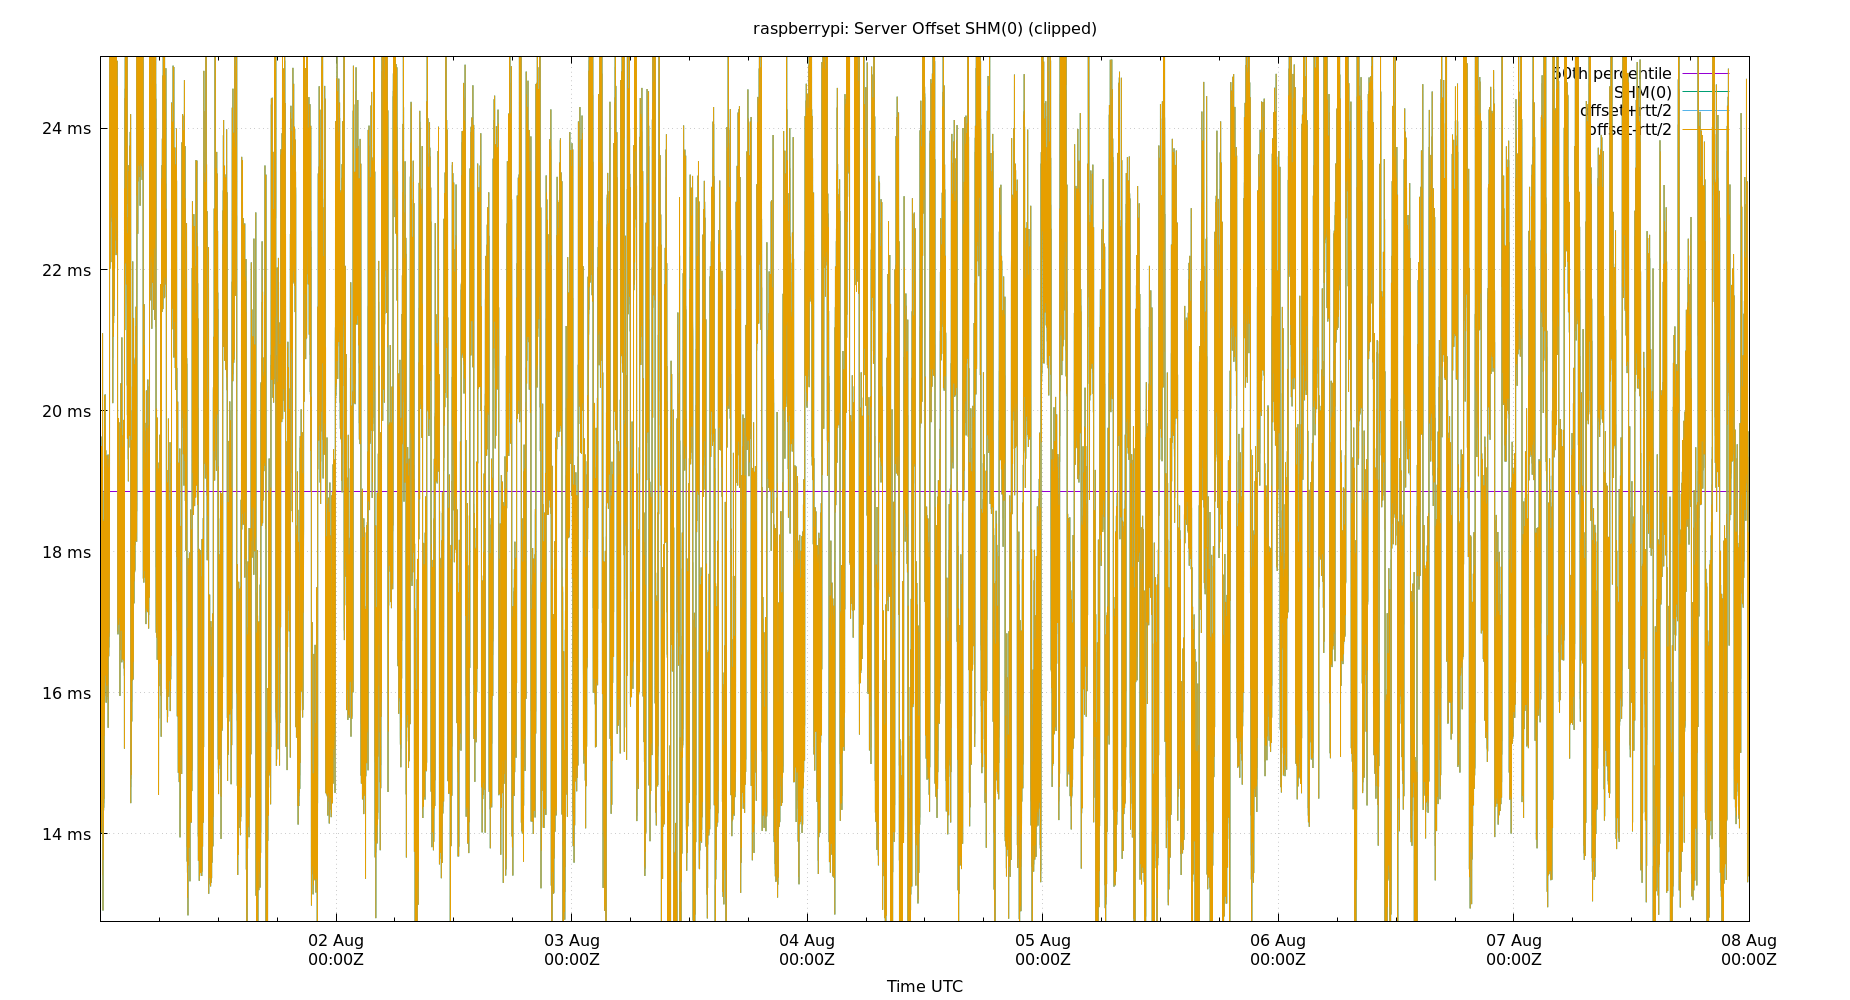 raspberrypi: Server Offset SHM(0) (clipped)
50th percentile
SHM(0)
offset+rtt/2
offset-rtt/2
24 ms
22 ms
20 ms
18 ms
16 ms
14 ms
02 Aug 03 Aug 04 Aug 05 Aug 06 Aug 07 Aug 08 Aug
00:00Z 00:00Z 00:00Z 00:00Z 00:00Z 00:00Z 00:00Z
Time UTC